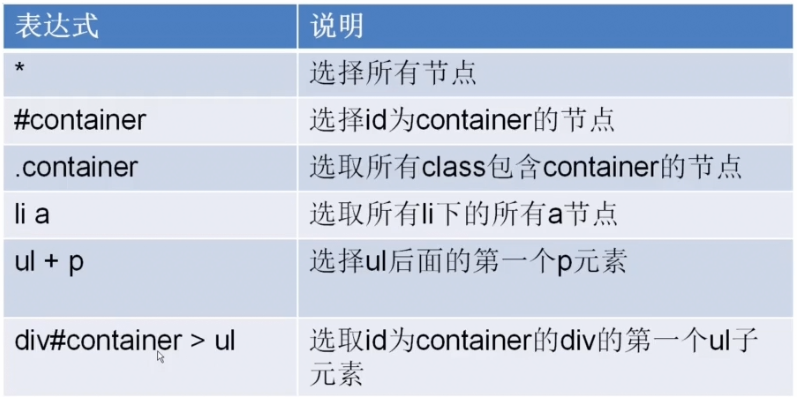 表达式 说明
* 选择所有节点
#container 选择id为container的节点
.container 选取所有class包含container的节点
li a 选取所有li下的所有a节点
ul + p 选择ul后面的第一个p元素
div#container > ul 选取id为container的div的第一个ul子
元素